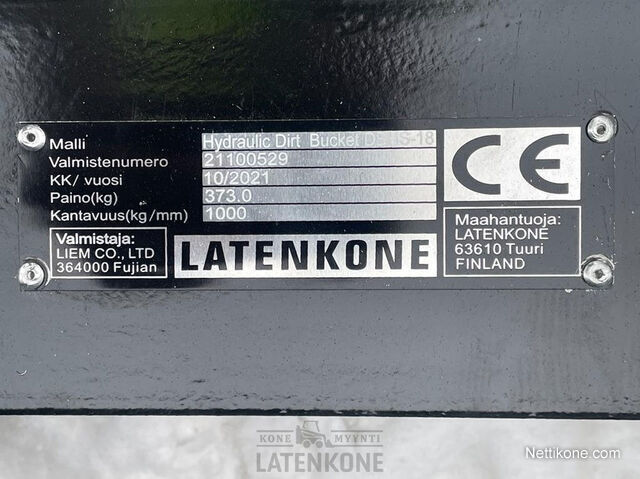 Malli Hydraulic Dirt Bucket
Valmistenumero 21100529
KK/ vuosi 10/2021
Paino(kg) 373.0
Kantavuus(kg/mm) 1000
CE
Valmistaja:
LIEM CO., LTD
364000 Fujian
LATENKONE
Maahantuoja:
LATENKONE
63610 Tuuri
FINLAND
KONE MYYNTI
LATENKONE
Nettikone.com